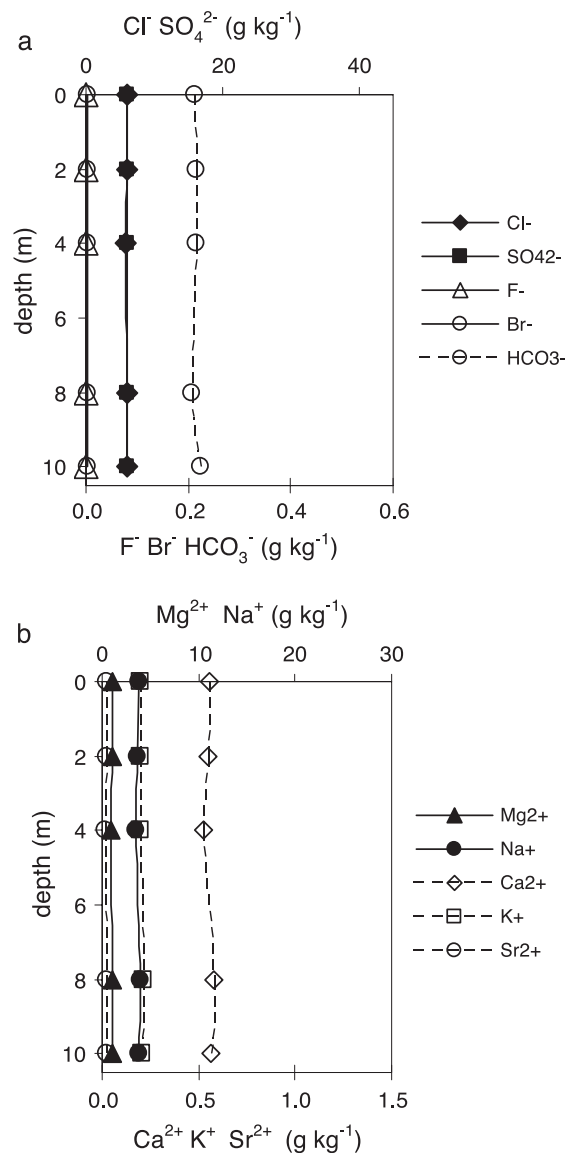 a
Cl⁻ SO₄²⁻ (g kg⁻¹)
0 20 40
0
2
4
6
8
10
depth (m)
0.0 0.2 0.4 0.6
F⁻ Br⁻ HCO₃⁻ (g kg⁻¹)
Cl-
SO42-
F-
Br-
HCO3-
b
Mg²⁺ Na⁺ (g kg⁻¹)
0 10 20 30
0
2
4
6
8
10
depth (m)
0.0 0.5 1.0 1.5
Ca²⁺ K⁺ Sr²⁺ (g kg⁻¹)
Mg2+
Na+
Ca2+
K+
Sr2+